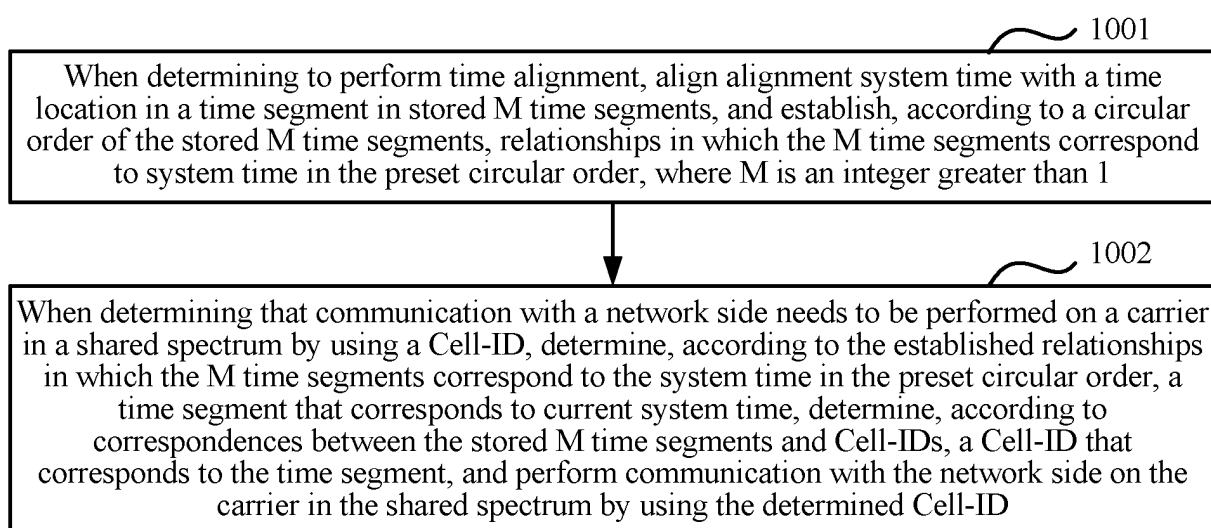 1001
When determining to perform time alignment, align alignment system time with a time
location in a time segment in stored M time segments, and establish, according to a circular
order of the stored M time segments, relationships in which the M time segments correspond
to system time in the preset circular order, where M is an integer greater than 1
1002
When determining that communication with a network side needs to be performed on a carrier
in a shared spectrum by using a Cell-ID, determine, according to the established relationships
in which the M time segments correspond to the system time in the preset circular order, a
time segment that corresponds to current system time, determine, according to
correspondences between the stored M time segments and Cell-IDs, a Cell-ID that
corresponds to the time segment, and perform communication with the network side on the
carrier in the shared spectrum by using the determined Cell-ID